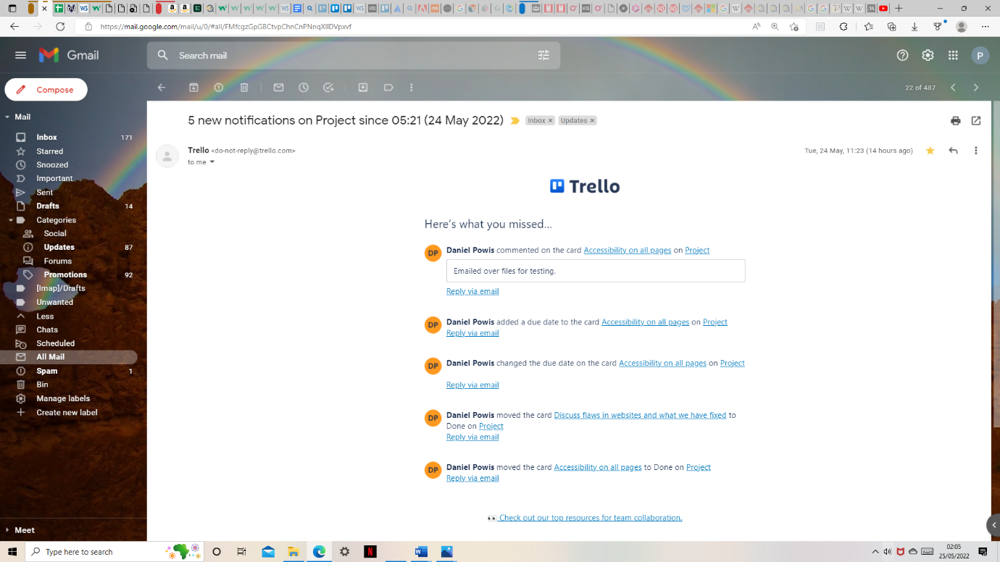 https://mail.google.com/mail/u/0/#all/FMfcgzGpGBCtvpChnCnPNnqXllDVpxvf
Gmail
Search mail
P
Compose
22 of 487
Mail
5 new notifications on Project since 05:21 (24 May 2022)
Inbox ×
Updates ×
Inbox 171
Starred
Snoozed
Important
Sent
Drafts 14
Categories
Social
Updates 87
Forums
Promotions 92
[Imap]/Drafts
Unwanted
Less
Chats
Scheduled
All Mail
Spam 1
Bin
Manage labels
Create new label
Meet
Trello <do-not-reply@trello.com>
to me
Tue, 24 May, 11:23 (14 hours ago)
Trello
Here's what you missed...
DP
Daniel Powis commented on the card Accessibility on all pages on Project
Emailed over files for testing.
Reply via email
DP
Daniel Powis added a due date to the card Accessibility on all pages on Project
Reply via email
DP
Daniel Powis changed the due date on the card Accessibility on all pages on Project
Reply via email
DP
Daniel Powis moved the card Discuss flaws in websites and what we have fixed to
Done on Project
Reply via email
DP
Daniel Powis moved the card Accessibility on all pages to Done on Project
Reply via email
Check out our top resources for team collaboration.
Type here to search
02:05
25/05/2022